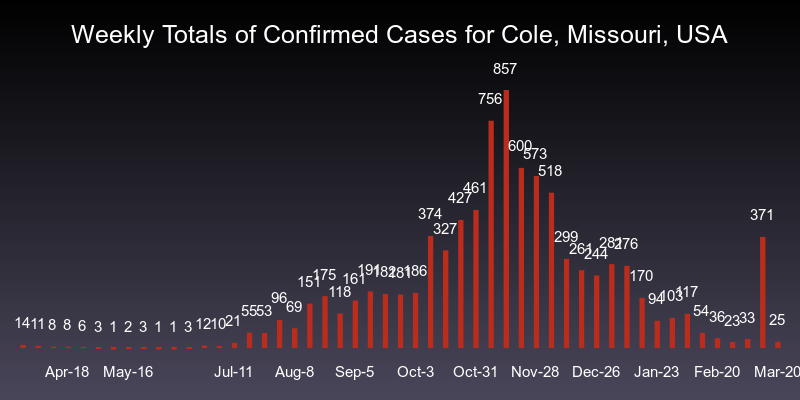 Weekly Totals of Confirmed Cases for Cole, Missouri, USA
14 11 8 8 6 3 1 2 3 1 1 3 12 10 21 55 53 96 69 151 175 118 161 191 182 181 186 374 327 427 461 756 857 600 573 518 299 261 244 281 276 170 94 103 117 54 36 23 33 371 25
Apr-18 May-16 Jul-11 Aug-8 Sep-5 Oct-3 Oct-31 Nov-28 Dec-26 Jan-23 Feb-20 Mar-20